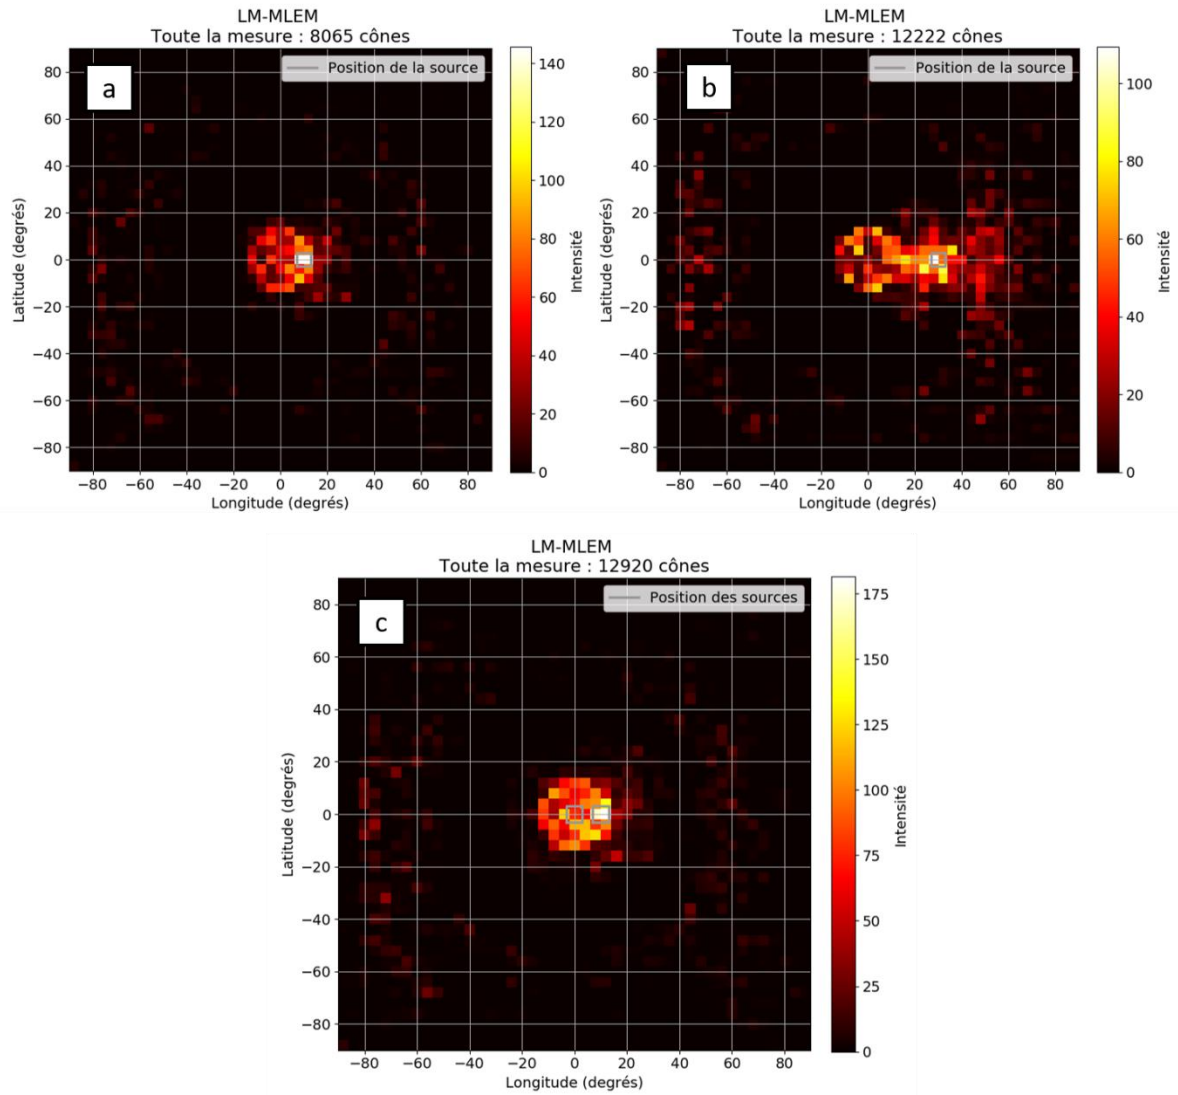 LM-MLEM
Toute la mesure : 8065 cônes
a
Position de la source
80
60
40
20
0
−20
−40
−60
−80
Latitude (degrés)
−80 −60 −40 −20 0 20 40 60 80
Longitude (degrés)
140
120
100
80
60
40
20
0
Intensité
LM-MLEM
Toute la mesure : 12222 cônes
b
Position de la source
80
60
40
20
0
−20
−40
−60
−80
Latitude (degrés)
−80 −60 −40 −20 0 20 40 60 80
Longitude (degrés)
100
80
60
40
20
0
Intensité
LM-MLEM
Toute la mesure : 12920 cônes
c
Position des sources
80
60
40
20
0
−20
−40
−60
−80
Latitude (degrés)
−80 −60 −40 −20 0 20 40 60 80
Longitude (degrés)
175
150
125
100
75
50
25
0
Intensité